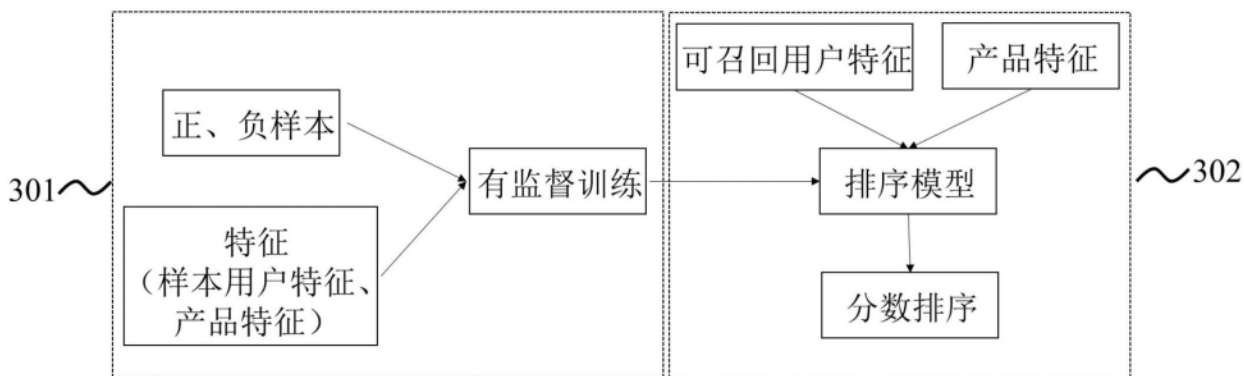 301
正、负样本
特征
（样本用户特征、
产品特征）
有监督训练
可召回用户特征
产品特征
排序模型
分数排序
302